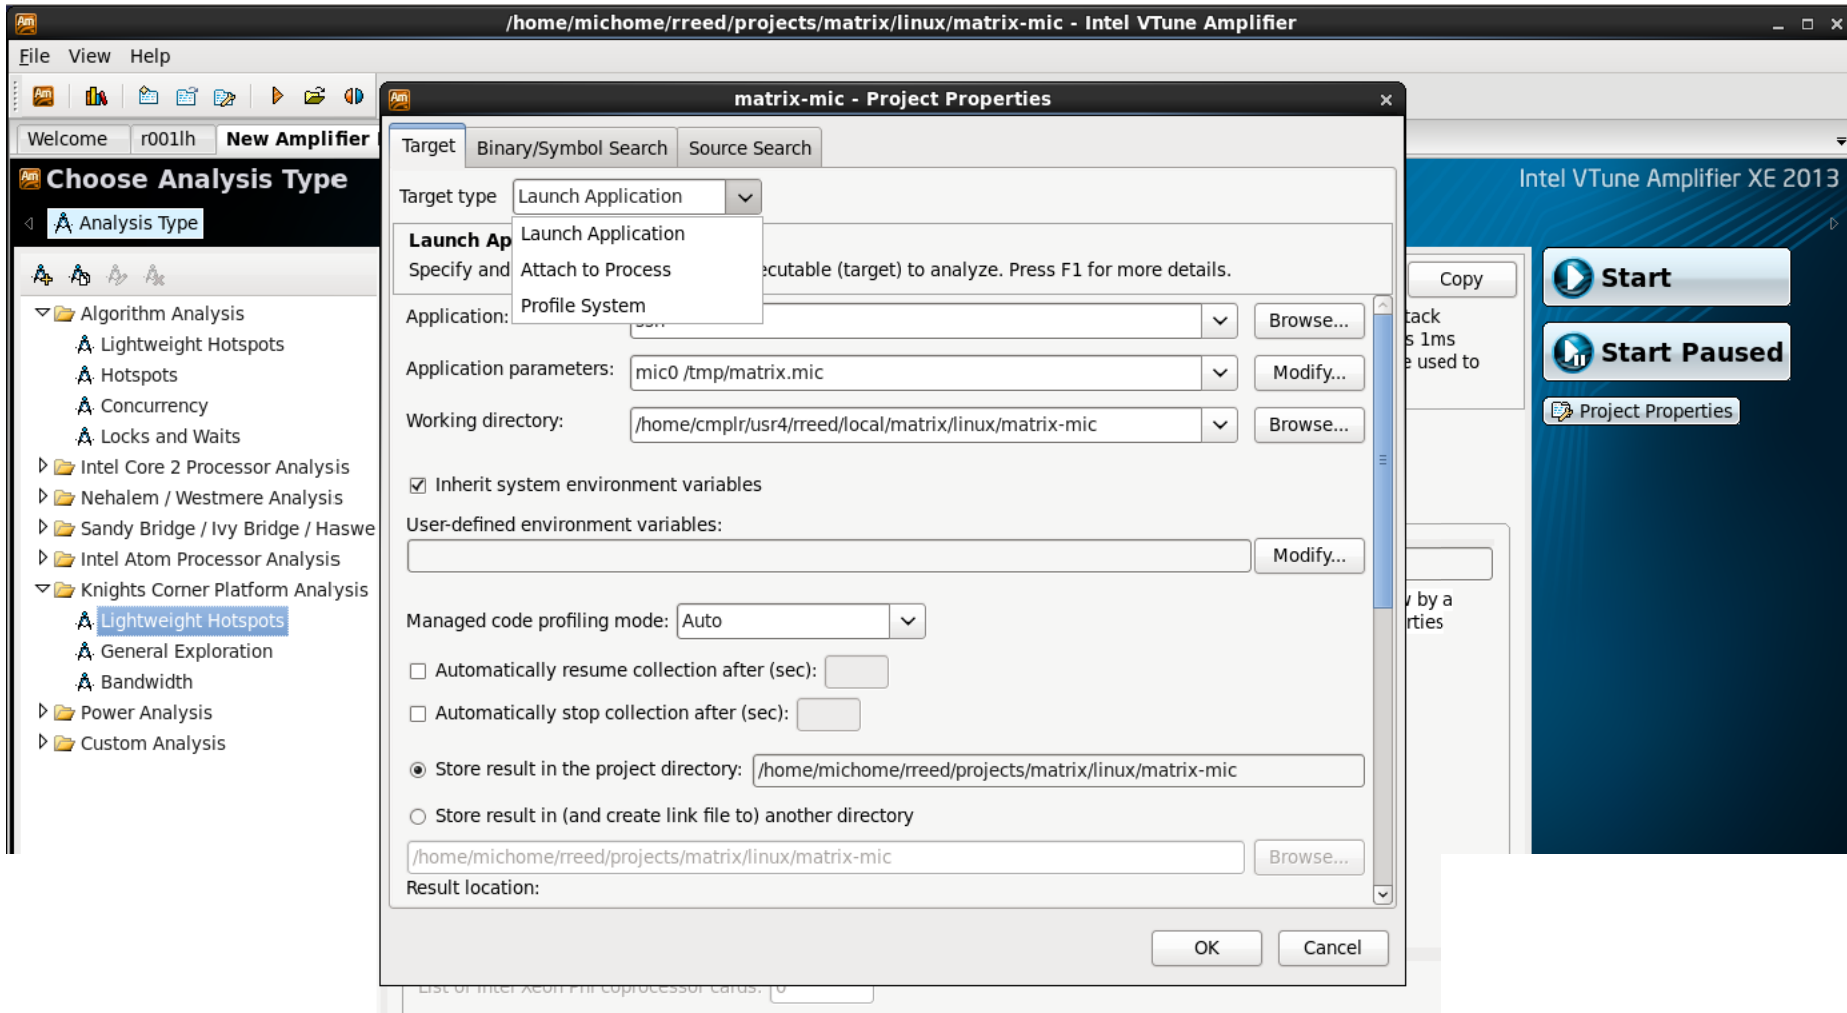 /home/michome/rreed/projects/matrix/linux/matrix-mic - Intel VTune Amplifier
File View Help
Welcome r001lh New Amplifier
Choose Analysis Type
Intel VTune Amplifier XE 2013
Analysis Type
Algorithm Analysis
Lightweight Hotspots
Hotspots
Concurrency
Locks and Waits
Intel Core 2 Processor Analysis
Nehalem / Westmere Analysis
Sandy Bridge / Ivy Bridge / Haswe
Intel Atom Processor Analysis
Knights Corner Platform Analysis
Lightweight Hotspots
General Exploration
Bandwidth
Power Analysis
Custom Analysis
matrix-mic - Project Properties
Target Binary/Symbol Search Source Search
Target type Launch Application
Launch Application
Attach to Process
Profile System
Launch Ap
Specify and ecutable (target) to analyze. Press F1 for more details.
Application: Browse...
Application parameters: mic0 /tmp/matrix.mic Modify...
Working directory: /home/cmplr/usr4/rreed/local/matrix/linux/matrix-mic Browse...
Inherit system environment variables
User-defined environment variables:
Modify...
Managed code profiling mode: Auto
Automatically resume collection after (sec):
Automatically stop collection after (sec):
Store result in the project directory: /home/michome/rreed/projects/matrix/linux/matrix-mic
Store result in (and create link file to) another directory
/home/michome/rreed/projects/matrix/linux/matrix-mic Browse...
Result location:
OK Cancel
List of Intel Xeon Phi coprocessor cards: 0
Copy
tack
s 1ms
e used to
by a
rties
Start
Start Paused
Project Properties